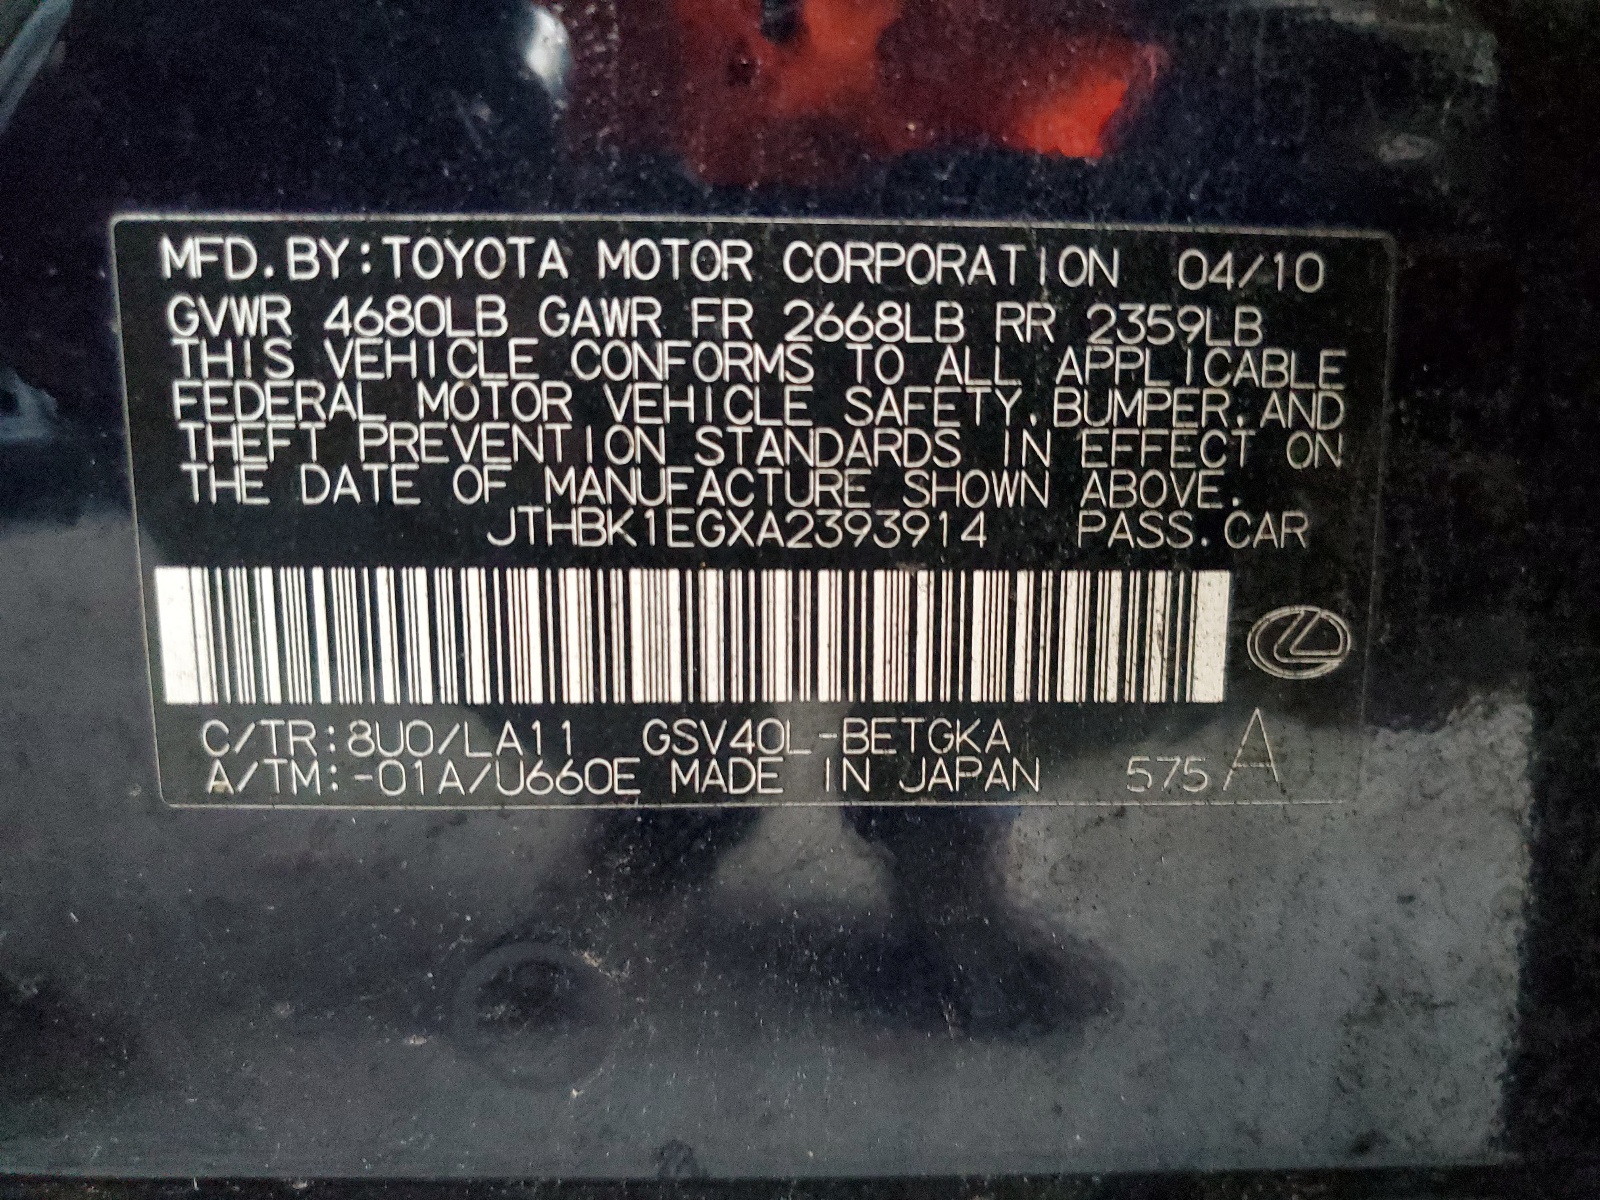 MFD. BY: TOYOTA MOTOR CORPORATION 04/10
GVWR 4680LB GAWR FR 2668LB RR 2359LB
THIS VEHICLE CONFORMS TO ALL APPLICABLE
FEDERAL MOTOR VEHICLE SAFETY, BUMPER, AND
THEFT PREVENTION STANDARDS IN EFFECT ON
THE DATE OF MANUFACTURE SHOWN ABOVE.
JTHBK1EGXA2393914 PASS. CAR
C/TR: 8U0/LA11 GSV40L-BETGKA
A/TM: -01A/U660E MADE IN JAPAN 575 A